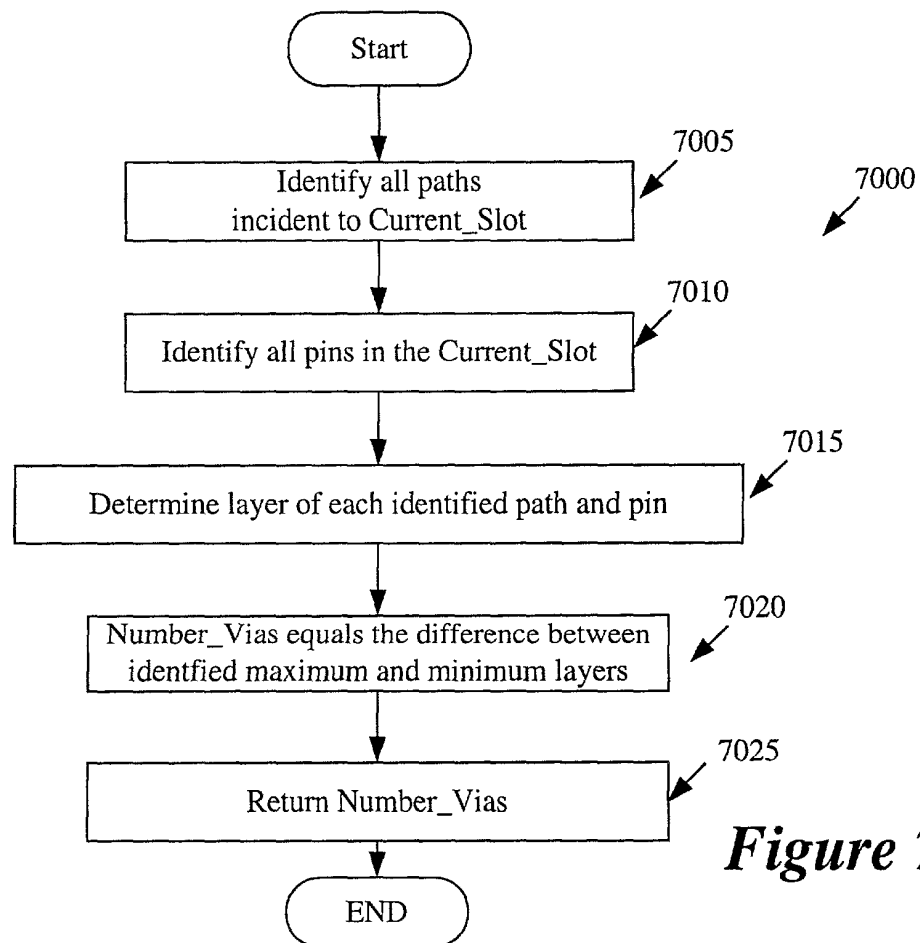 Start
7005
Identify all paths
incident to Current_Slot
7000
7010
Identify all pins in the Current_Slot
7015
Determine layer of each identified path and pin
7020
Number_Vias equals the difference between
identfied maximum and minimum layers
7025
Return Number_Vias
Figure
END